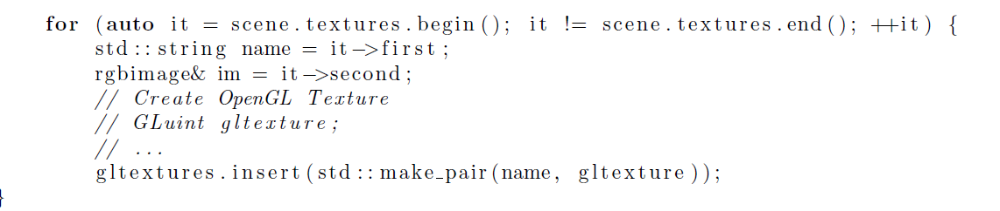 for (auto it = scene.textures.begin(); it != scene.textures.end(); ++it) {
std::string name = it->first;
rgbimage& im = it->second;
// Create OpenGL Texture
// GLuint gltexture;
// ...
gltextures.insert(std::make_pair(name, gltexture));
}